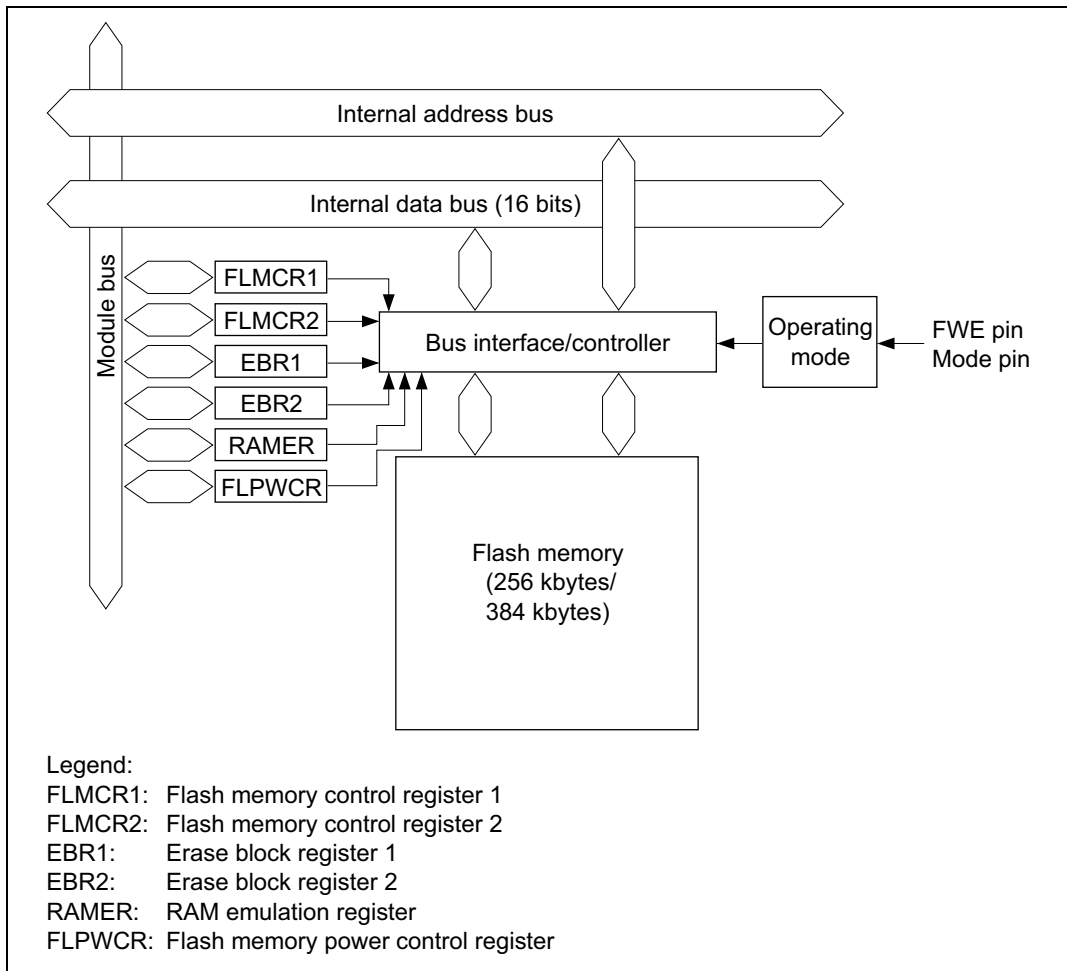 Internal address bus
Internal data bus (16 bits)
Module bus
FLMCR1
FLMCR2
EBR1
EBR2
RAMER
FLPWCR
Bus interface/controller
Operating
mode
FWE pin
Mode pin
Flash memory
(256 kbytes/
384 kbytes)
Legend:
FLMCR1: Flash memory control register 1
FLMCR2: Flash memory control register 2
EBR1: Erase block register 1
EBR2: Erase block register 2
RAMER: RAM emulation register
FLPWCR: Flash memory power control register